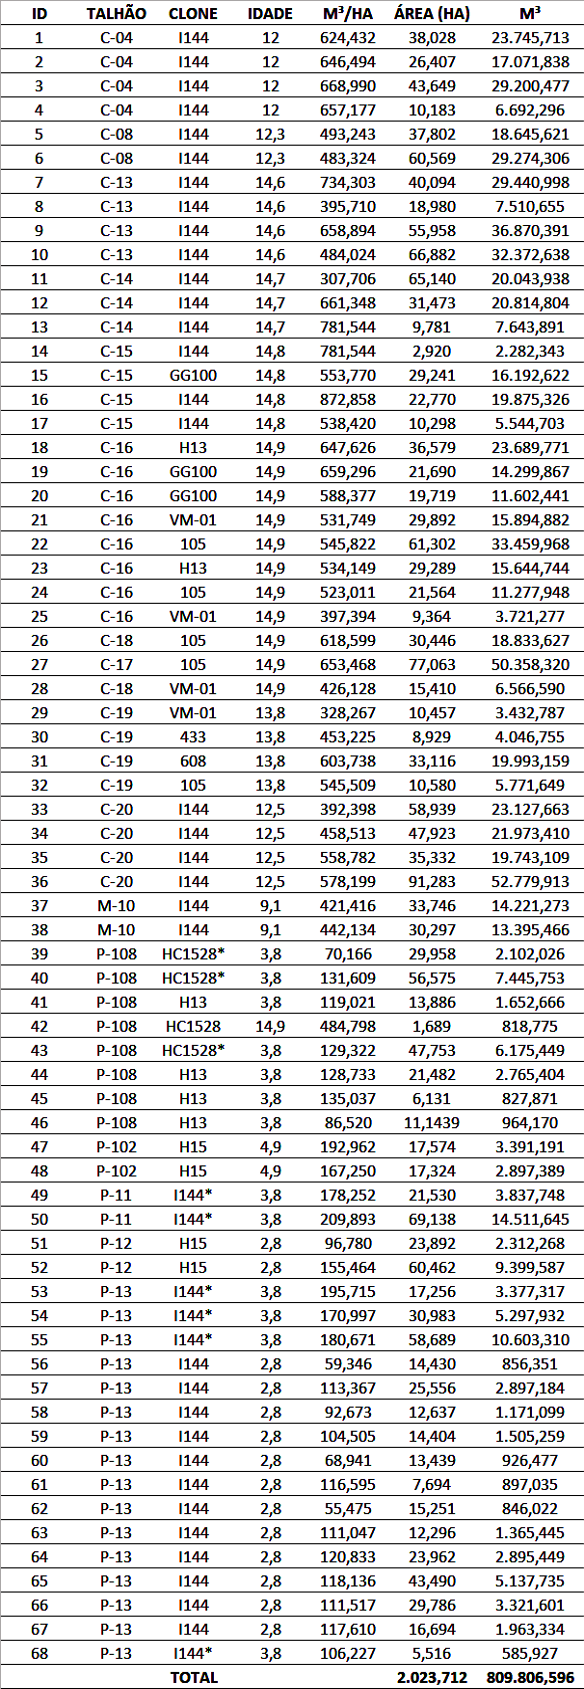 ID TALHÃO CLONE IDADE M³/HA ÁREA (HA) M³
1 C-04 I144 12 624,432 38,028 23.745,713
2 C-04 I144 12 646,494 26,407 17.071,838
3 C-04 I144 12 668,990 43,649 29.200,477
4 C-04 I144 12 657,177 10,183 6.692,296
5 C-08 I144 12,3 493,243 37,802 18.645,621
6 C-08 I144 12,3 483,324 60,569 29.274,306
7 C-13 I144 14,6 734,303 40,094 29.440,998
8 C-13 I144 14,6 395,710 18,980 7.510,655
9 C-13 I144 14,6 658,894 55,958 36.870,391
10 C-13 I144 14,6 484,024 66,882 32.372,638
11 C-14 I144 14,7 307,706 65,140 20.043,938
12 C-14 I144 14,7 661,348 31,473 20.814,804
13 C-14 I144 14,7 781,544 9,781 7.643,891
14 C-15 I144 14,8 781,544 2,920 2.282,343
15 C-15 GG100 14,8 553,770 29,241 16.192,622
16 C-15 I144 14,8 872,858 22,770 19.875,326
17 C-15 I144 14,8 538,420 10,298 5.544,703
18 C-16 H13 14,9 647,626 36,579 23.689,771
19 C-16 GG100 14,9 659,296 21,690 14.299,867
20 C-16 GG100 14,9 588,377 19,719 11.602,441
21 C-16 VM-01 14,9 531,749 29,892 15.894,882
22 C-16 105 14,9 545,822 61,302 33.459,968
23 C-16 H13 14,9 534,149 29,289 15.644,744
24 C-16 105 14,9 523,011 21,564 11.277,948
25 C-16 VM-01 14,9 397,394 9,364 3.721,277
26 C-18 105 14,9 618,599 30,446 18.833,627
27 C-17 105 14,9 653,468 77,063 50.358,320
28 C-18 VM-01 14,9 426,128 15,410 6.566,590
29 C-19 VM-01 13,8 328,267 10,457 3.432,787
30 C-19 433 13,8 453,225 8,929 4.046,755
31 C-19 608 13,8 603,738 33,116 19.993,159
32 C-19 105 13,8 545,509 10,580 5.771,649
33 C-20 I144 12,5 392,398 58,939 23.127,663
34 C-20 I144 12,5 458,513 47,923 21.973,410
35 C-20 I144 12,5 558,782 35,332 19.743,109
36 C-20 I144 12,5 578,199 91,283 52.779,913
37 M-10 I144 9,1 421,416 33,746 14.221,273
38 M-10 I144 9,1 442,134 30,297 13.395,466
39 P-108 HC1528* 3,8 70,166 29,958 2.102,026
40 P-108 HC1528* 3,8 131,609 56,575 7.445,753
41 P-108 H13 3,8 119,021 13,886 1.652,666
42 P-108 HC1528 14,9 484,798 1,689 818,775
43 P-108 HC1528* 3,8 129,322 47,753 6.175,449
44 P-108 H13 3,8 128,733 21,482 2.765,404
45 P-108 H13 3,8 135,037 6,131 827,871
46 P-108 H13 3,8 86,520 11,1439 964,170
47 P-102 H15 4,9 192,962 17,574 3.391,191
48 P-102 H15 4,9 167,250 17,324 2.897,389
49 P-11 I144* 3,8 178,252 21,530 3.837,748
50 P-11 I144* 3,8 209,893 69,138 14.511,645
51 P-12 H15 2,8 96,780 23,892 2.312,268
52 P-12 H15 2,8 155,464 60,462 9.399,587
53 P-13 I144* 3,8 195,715 17,256 3.377,317
54 P-13 I144* 3,8 170,997 30,983 5.297,932
55 P-13 I144* 3,8 180,671 58,689 10.603,310
56 P-13 I144 2,8 59,346 14,430 856,351
57 P-13 I144 2,8 113,367 25,556 2.897,184
58 P-13 I144 2,8 92,673 12,637 1.171,099
59 P-13 I144 2,8 104,505 14,404 1.505,259
60 P-13 I144 2,8 68,941 13,439 926,477
61 P-13 I144 2,8 116,595 7,694 897,035
62 P-13 I144 2,8 55,475 15,251 846,022
63 P-13 I144 2,8 111,047 12,296 1.365,445
64 P-13 I144 2,8 120,833 23,962 2.895,449
65 P-13 I144 2,8 118,136 43,490 5.137,735
66 P-13 I144 2,8 111,517 29,786 3.321,601
67 P-13 I144 2,8 117,610 16,694 1.963,334
68 P-13 I144* 3,8 106,227 5,516 585,927
TOTAL 2.023,712 809.806,596